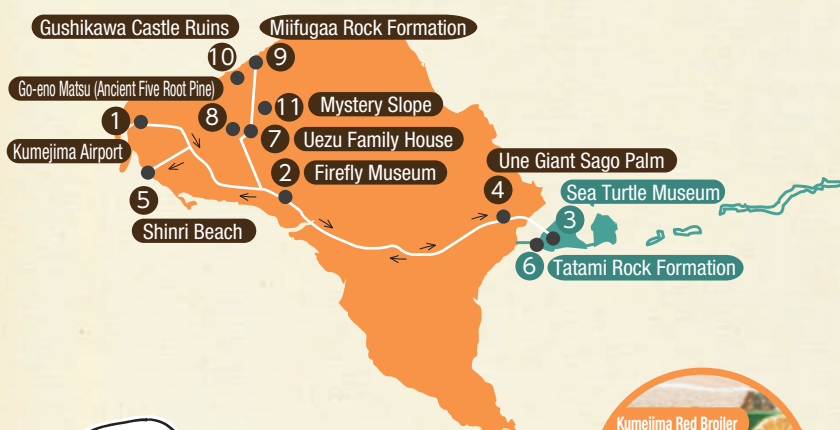 Gushikawa Castle Ruins
Miifugaa Rock Formation
10
9
Go-eno Matsu (Ancient Five Root Pine)
11 Mystery Slope
1
8
7 Uezu Family House
Kumejima Airport
2 Firefly Museum
Une Giant Sago Palm
4
Sea Turtle Museum
3
5
Shinri Beach
6 Tatami Rock Formation
Kumejima Red Broiler